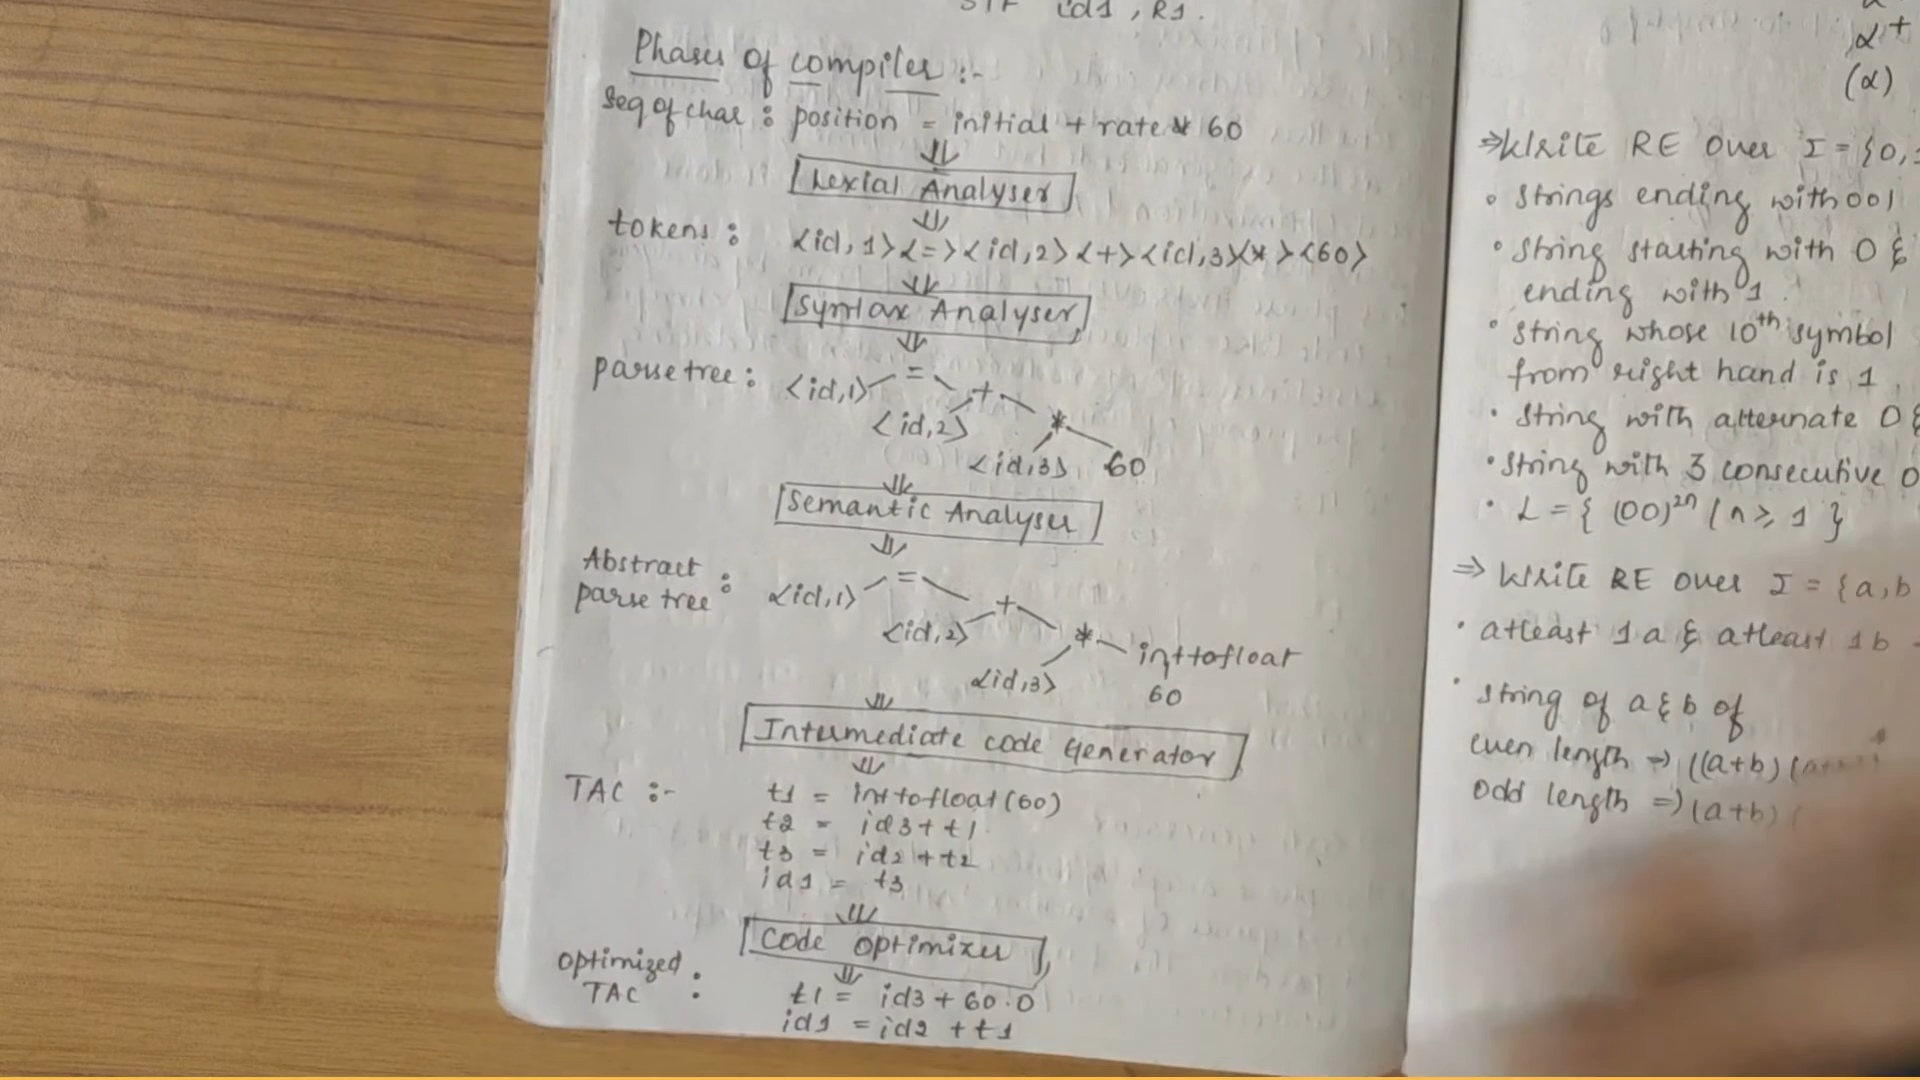 STF id1, R1.
Phases of compiler :-
Seq of char : position = initial + rate * 60
Lexial Analyser
tokens : <id,1><=><id,2><+><id,3><*><60>
Syntax Analyser
parse tree : <id,1> = +
<id,2> *
<id,3> 60
Semantic Analyser
Abstract
parse tree : <id,1> = +
<id,2> * inttofloat
<id,3> 60
Intermediate code Generator
TAC :- t1 = inttofloat(60)
t2 = id3 + t1
t3 = id2 + t2
id1 = t3
Code optimizer
optimized
TAC : t1 = id3 + 60.0
id1 = id2 + t1
α+
(α)
⇒ Write RE over Σ = {0,1
• Strings ending with 001
• String starting with 0 &
ending with 1.
• String whose 10th symbol
from right hand is 1.
• String with alternate 0 &
• String with 3 consecutive 0
• L = { (00)²ⁿ | n ≥ 1 }
⇒ Write RE over Σ = {a,b
• atleast 1a & atleast 1b
• String of a & b of
even length ⇒ ((a+b)(a+
odd length ⇒ (a+b)(